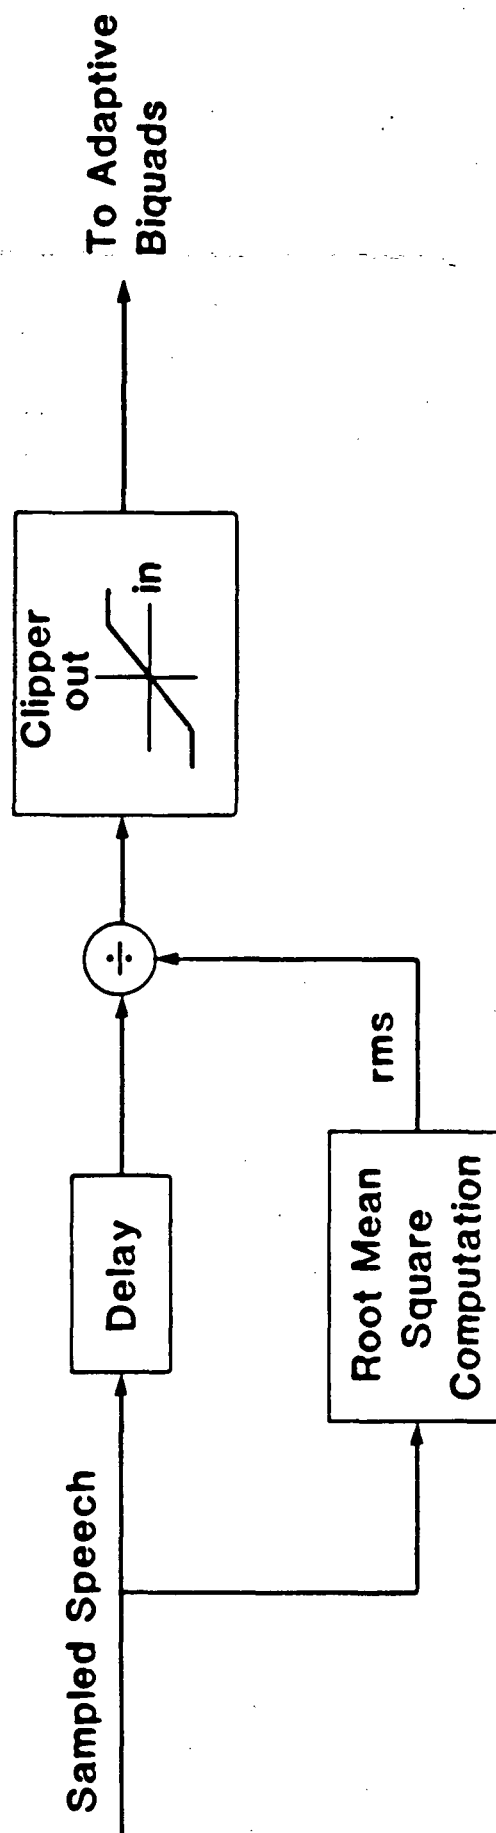 Sampled Speech
Delay
Root Mean
Square
Computation
rms
÷
Clipper
out
in
To Adaptive
Biquads